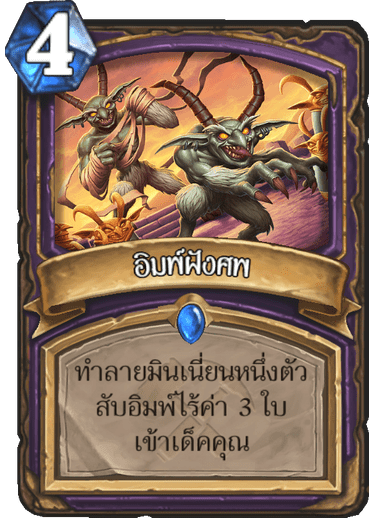 4
อิมพ์ฝังศพ
ทำลายมินเนี่ยนหนึ่งตัว
สับอิมพ์ไร้ค่า 3 ใบ
เข้าเด็คคุณ